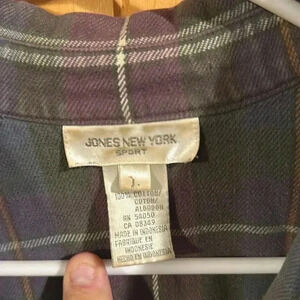 JONES NEW YORK
SPORT
100% COTTON/
COTON/
ALGODON
RN 54050
CA 08349
MADE IN INDONESIA
FABRIQUE EN
INDONESIE
HECHO EN INDONESIA